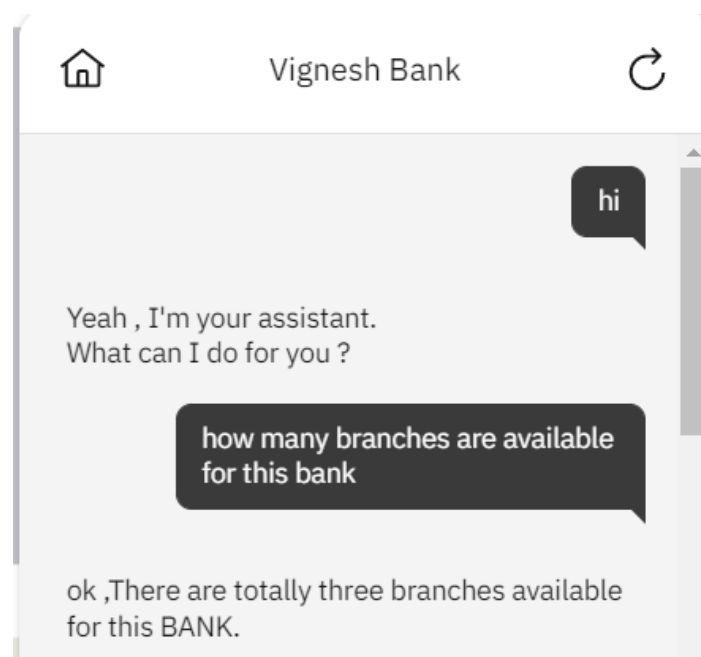 Vignesh Bank
hi
Yeah , I'm your assistant.
What can I do for you ?
how many branches are available
for this bank
ok ,There are totally three branches available
for this BANK.